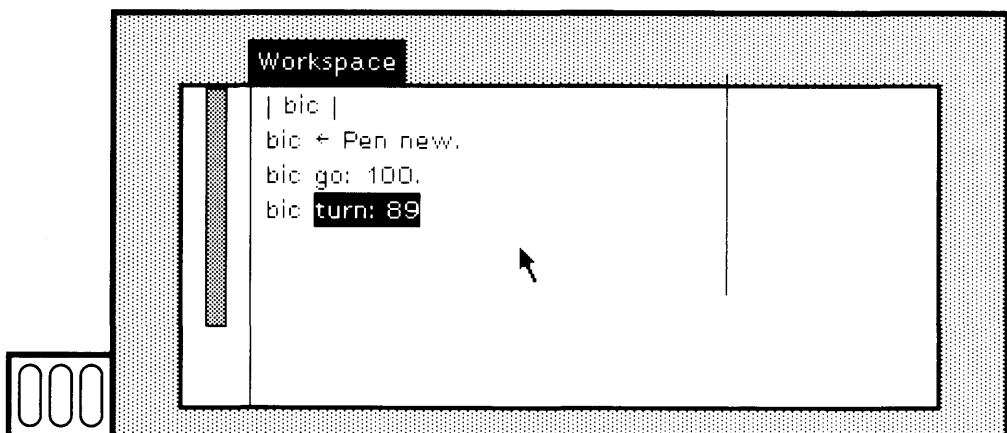 Workspace
| bic |
bic ← Pen new.
bic go: 100.
bic turn: 89